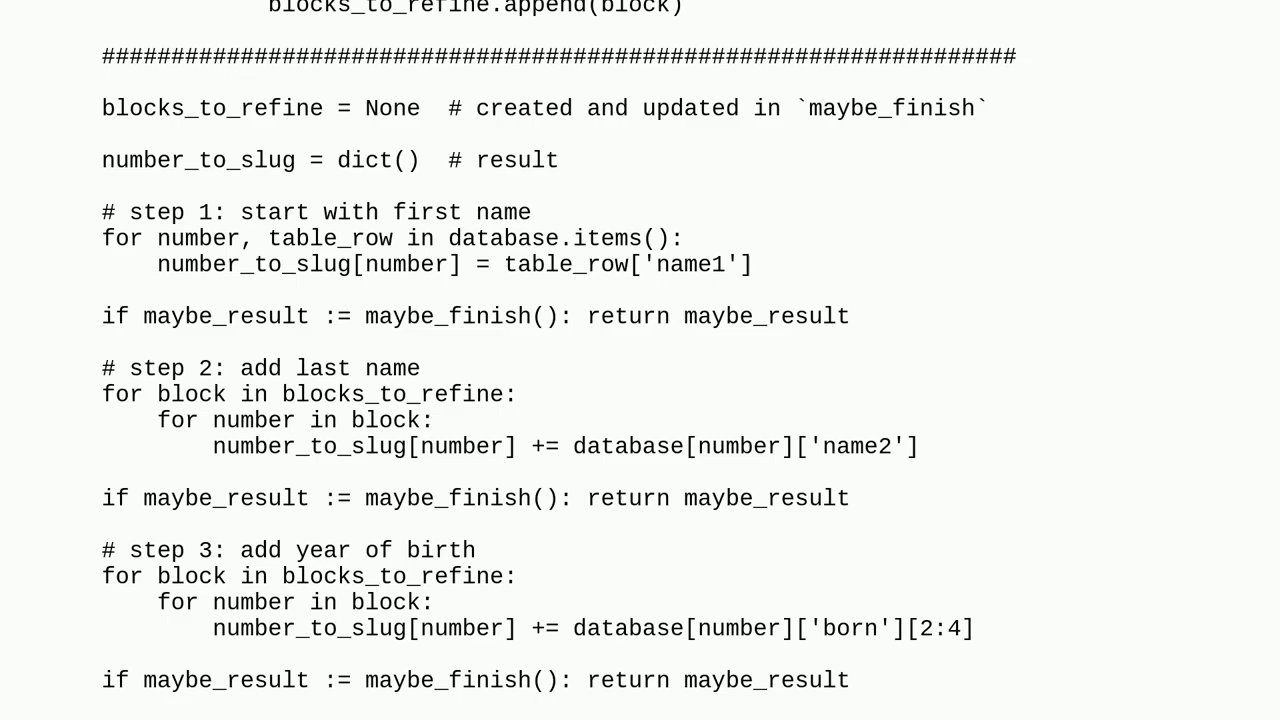 blocks_to_refine.append(block)
##################################################################
blocks_to_refine = None  # created and updated in `maybe_finish`
number_to_slug = dict()  # result
# step 1: start with first name
for number, table_row in database.items():
    number_to_slug[number] = table_row['name1']
if maybe_result := maybe_finish(): return maybe_result
# step 2: add last name
for block in blocks_to_refine:
    for number in block:
        number_to_slug[number] += database[number]['name2']
if maybe_result := maybe_finish(): return maybe_result
# step 3: add year of birth
for block in blocks_to_refine:
    for number in block:
        number_to_slug[number] += database[number]['born'][2:4]
if maybe_result := maybe_finish(): return maybe_result